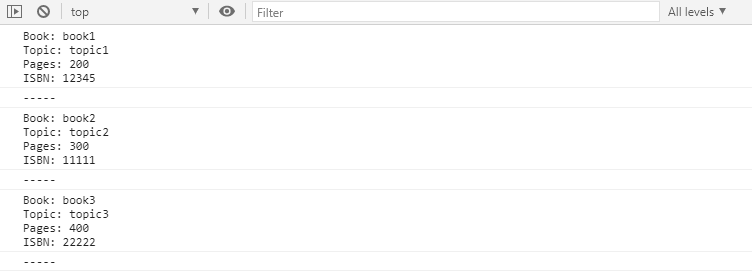 top
Filter
All levels
Book: book1
Topic: topic1
Pages: 200
ISBN: 12345
-----
Book: book2
Topic: topic2
Pages: 300
ISBN: 11111
-----
Book: book3
Topic: topic3
Pages: 400
ISBN: 22222
-----